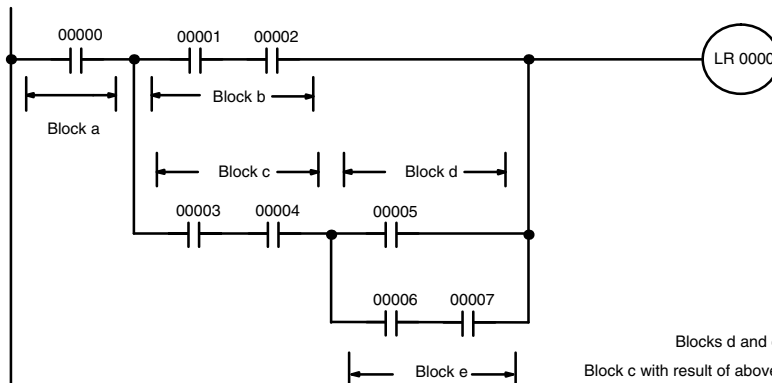 00000
00001
00002
LR 0000
Block b
Block a
Block c
Block d
00003
00004
00005
00006
00007
Blocks d and
Block e
Block c with result of above